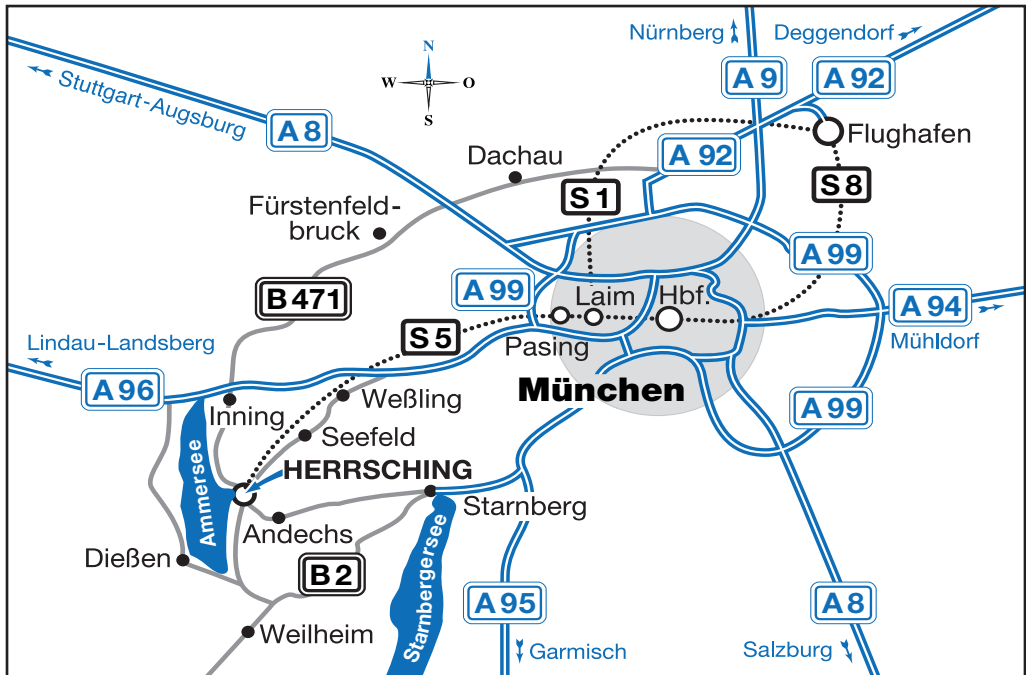 Nürnberg
Deggendorf
N
W
O
S
Stuttgart-Augsburg
A 8
A 9
A 92
Flughafen
Dachau
A 92
S 1
S 8
Fürstenfeld-
bruck
A 99
B 471
A 99
Laim
Hbf.
A 94
Mühldorf
S 5
Pasing
Lindau-Landsberg
A 96
München
Inning
Weßling
A 99
Seefeld
HERRSCHING
Ammersee
Andechs
Starnberg
Dießen
B 2
Starnbergersee
A 95
A 8
Weilheim
Garmisch
Salzburg